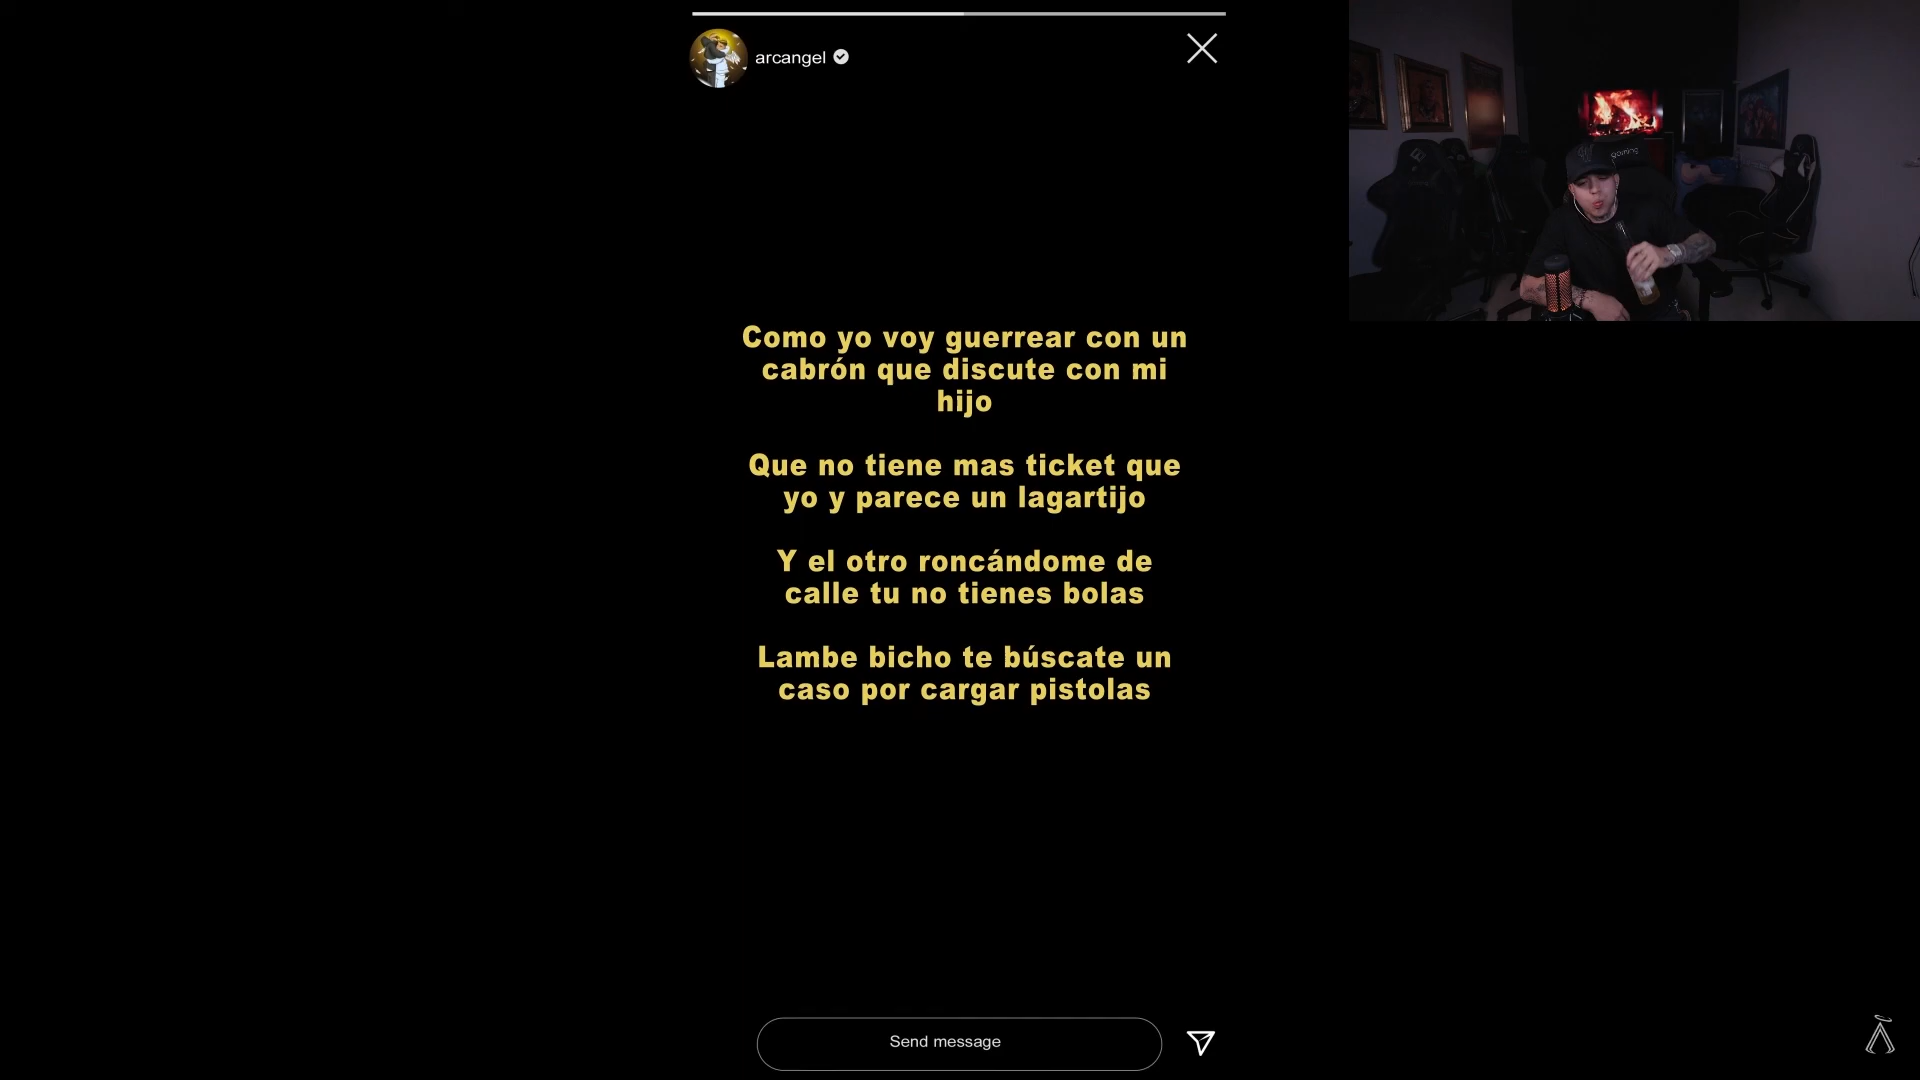 arcangel
Como yo voy guerrear con un
cabrón que discute con mi
hijo
Que no tiene mas ticket que
yo y parece un lagartijo
Y el otro roncándome de
calle tu no tienes bolas
Lambe bicho te búscate un
caso por cargar pistolas
Send message